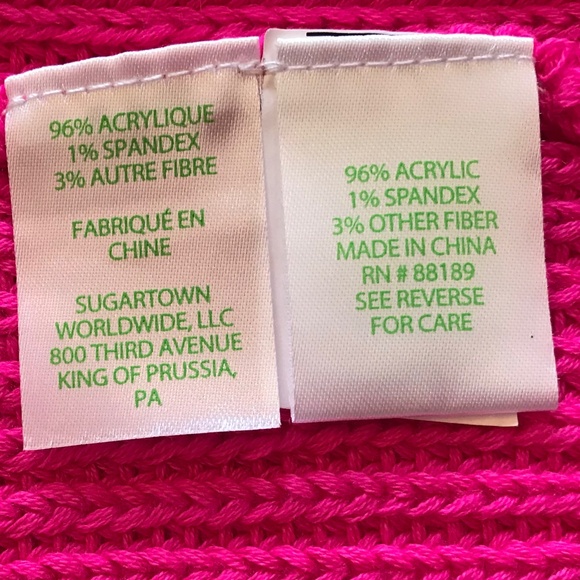 96% ACRYLIQUE
1% SPANDEX
3% AUTRE FIBRE
FABRIQUÉ EN
CHINE
SUGARTOWN
WORLDWIDE, LLC
800 THIRD AVENUE
KING OF PRUSSIA,
PA
96% ACRYLIC
1% SPANDEX
3% OTHER FIBER
MADE IN CHINA
RN # 88189
SEE REVERSE
FOR CARE